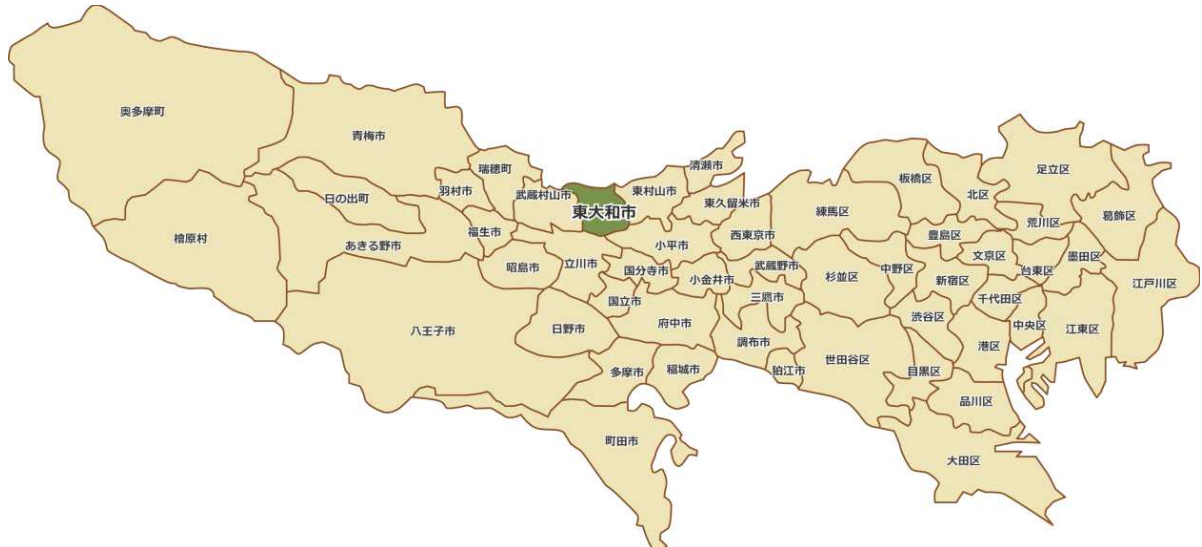 奥多摩町
青梅市
瑞穂町
清瀬市
足立区
羽村市
武蔵村山市
東村山市
板橋区
北区
日の出町
東大和市
東久留米市
練馬区
荒川区
葛飾区
檜原村
あきる野市
福生市
小平市
西東京市
豊島区
文京区
墨田区
昭島市
立川市
国分寺市
小金井市
武蔵野市
杉並区
中野区
新宿区
台東区
江戸川区
国立市
三鷹市
千代田区
八王子市
日野市
府中市
調布市
世田谷区
渋谷区
港区
中央区
江東区
多摩市
稲城市
狛江市
目黒区
品川区
町田市
大田区